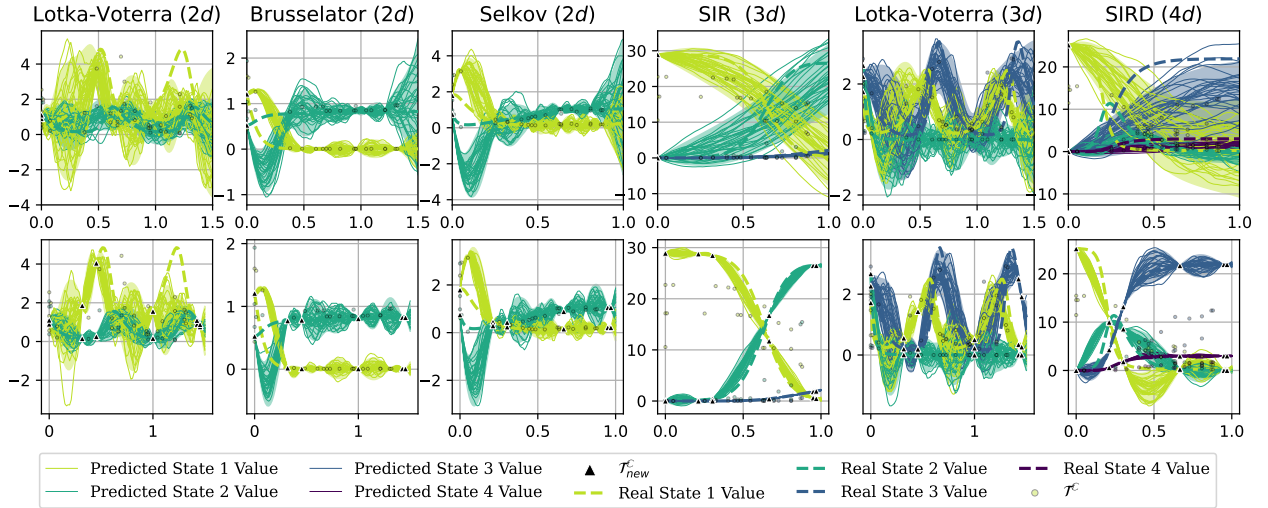 Lotka-Voterra (2d) Brusselator (2d) Selkov (2d) SIR (3d) Lotka-Voterra (3d) SIRD (4d)
4 2 0 −2 −4
0.0 0.5 1.0 1.5
2 1 0 −1
0.0 0.5 1.0 1.5
4 2 0 −2 −4
0.0 0.5 1.0
30 20 10 0 −10
0.0 0.5 1.0
2 0 −2
0.0 0.5 1.0 1.5
20 10 0 −10
0.0 0.5 1.0
4 2 0 −2
0 1
2 1 0
0 1
2 0 −2
0.0 0.5 1.0
30 20 10 0
0.0 0.5 1.0
2 0
0 1
20 10 0
0.0 0.5 1.0
Predicted State 1 Value Predicted State 3 Value 𝒯^ℂ_new Real State 2 Value Real State 4 Value
Predicted State 2 Value Predicted State 4 Value Real State 1 Value Real State 3 Value 𝒯^ℂ